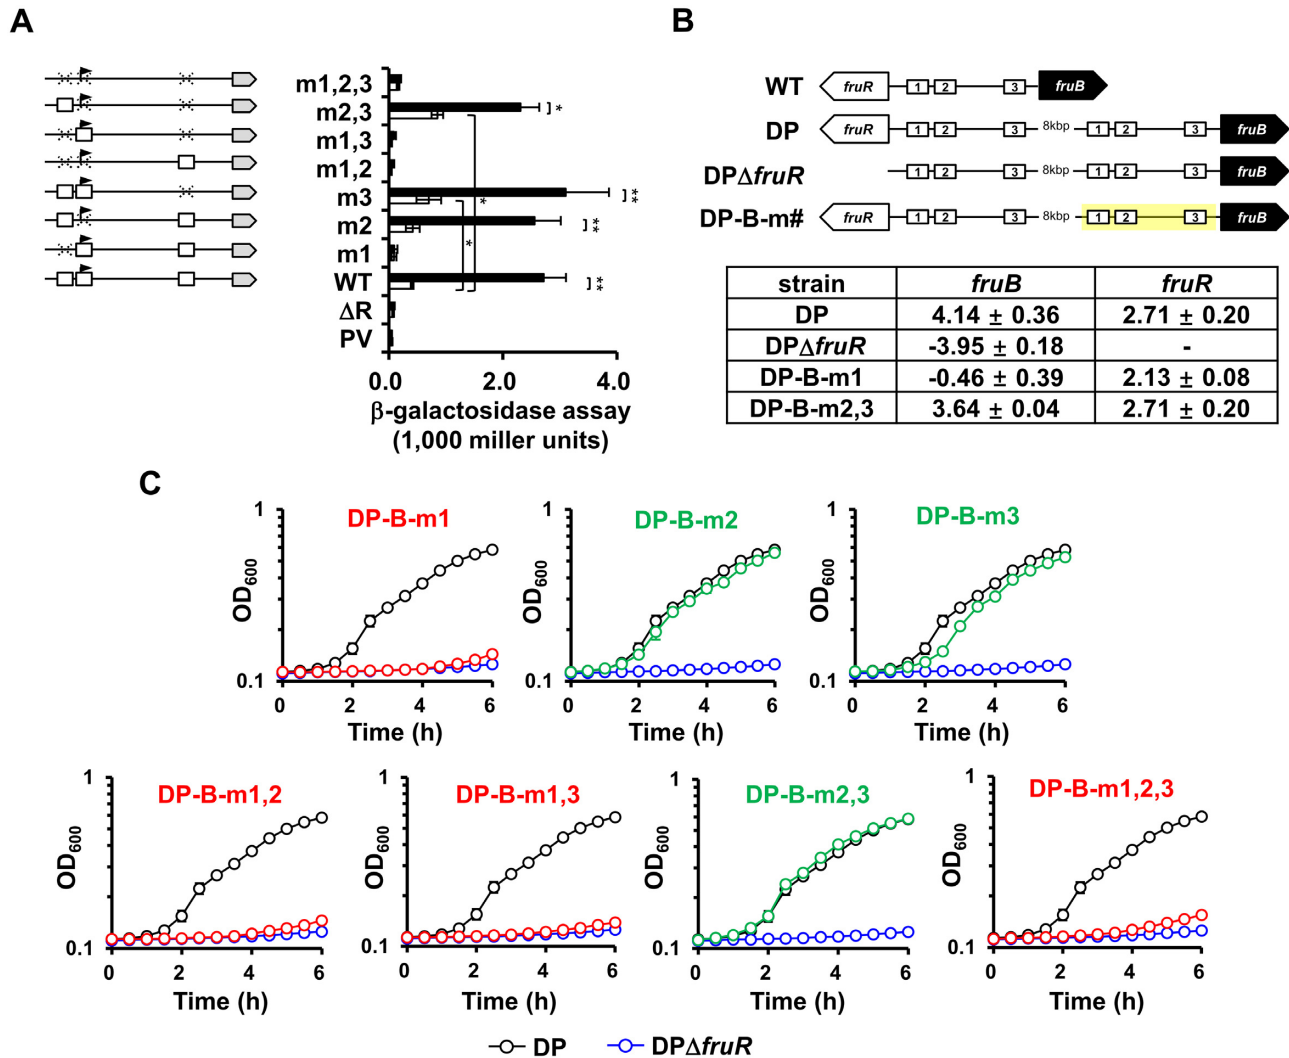 A
m1,2,3
m2,3
m1,3
m1,2
m3
m2
m1
WT
ΔR
PV
*
**
**
**
*
*
0.0 2.0 4.0
β-galactosidase assay
(1,000 miller units)
B
WT fruR 1 2 3 fruB
DP fruR 1 2 3 8kbp 1 2 3 fruB
DPΔfruR 1 2 3 8kbp 1 2 3 fruB
DP-B-m# fruR 1 2 3 8kbp 1 2 3 fruB
strain fruB fruR
DP 4.14 ± 0.36 2.71 ± 0.20
DPΔfruR -3.95 ± 0.18 -
DP-B-m1 -0.46 ± 0.39 2.13 ± 0.08
DP-B-m2,3 3.64 ± 0.04 2.71 ± 0.20
C
DP-B-m1
1
OD600
0.1
0 2 4 6
Time (h)
DP-B-m2
1
OD600
0.1
0 2 4 6
Time (h)
DP-B-m3
1
OD600
0.1
0 2 4 6
Time (h)
DP-B-m1,2
1
OD600
0.1
0 2 4 6
Time (h)
DP-B-m1,3
1
OD600
0.1
0 2 4 6
Time (h)
DP-B-m2,3
1
OD600
0.1
0 2 4 6
Time (h)
DP-B-m1,2,3
1
OD600
0.1
0 2 4 6
Time (h)
DP DPΔfruR